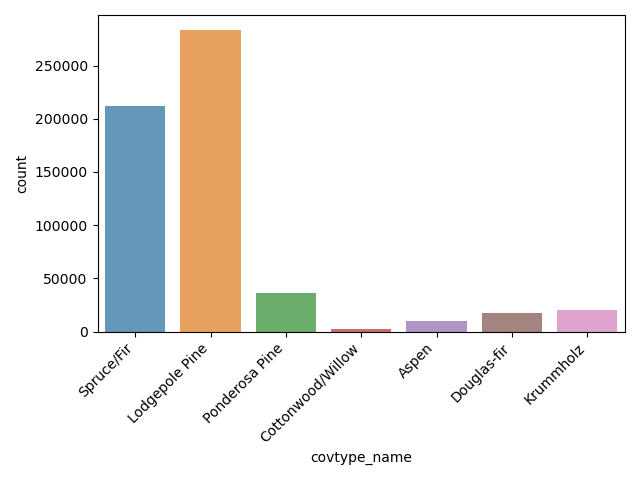 250000
200000
150000
100000
50000
0
count
Spruce/Fir
Lodgepole Pine
Ponderosa Pine
Cottonwood/Willow
Aspen
Douglas-fir
Krummholz
covtype_name